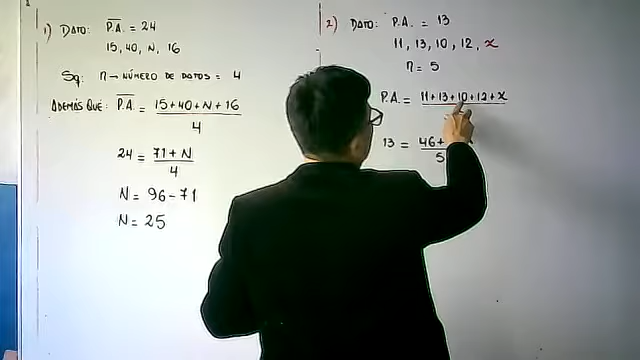 1) DATO: P.A. = 24
15, 40, N, 16
Sq: n → NÚMERO DE DATOS = 4
ADEMÁS QUE: P.A. = 15+40+N+16
4
24 = 71 + N
4
N = 96 - 71
N = 25
2) DATO: P.A. = 13
11, 13, 10, 12, x
n = 5
P.A. = 11+13+10+12+x
13 = 46+
5